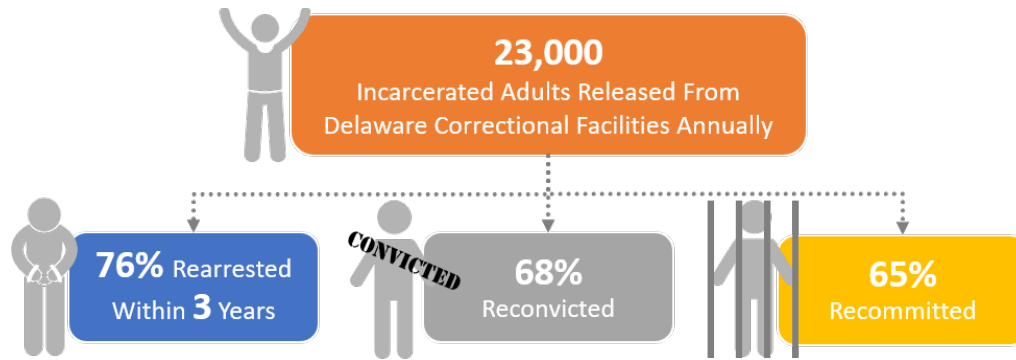 23,000
Incarcerated Adults Released From
Delaware Correctional Facilities Annually
76% Rearrested
Within 3 Years
CONVICTED
68%
Reconvicted
65%
Recommitted